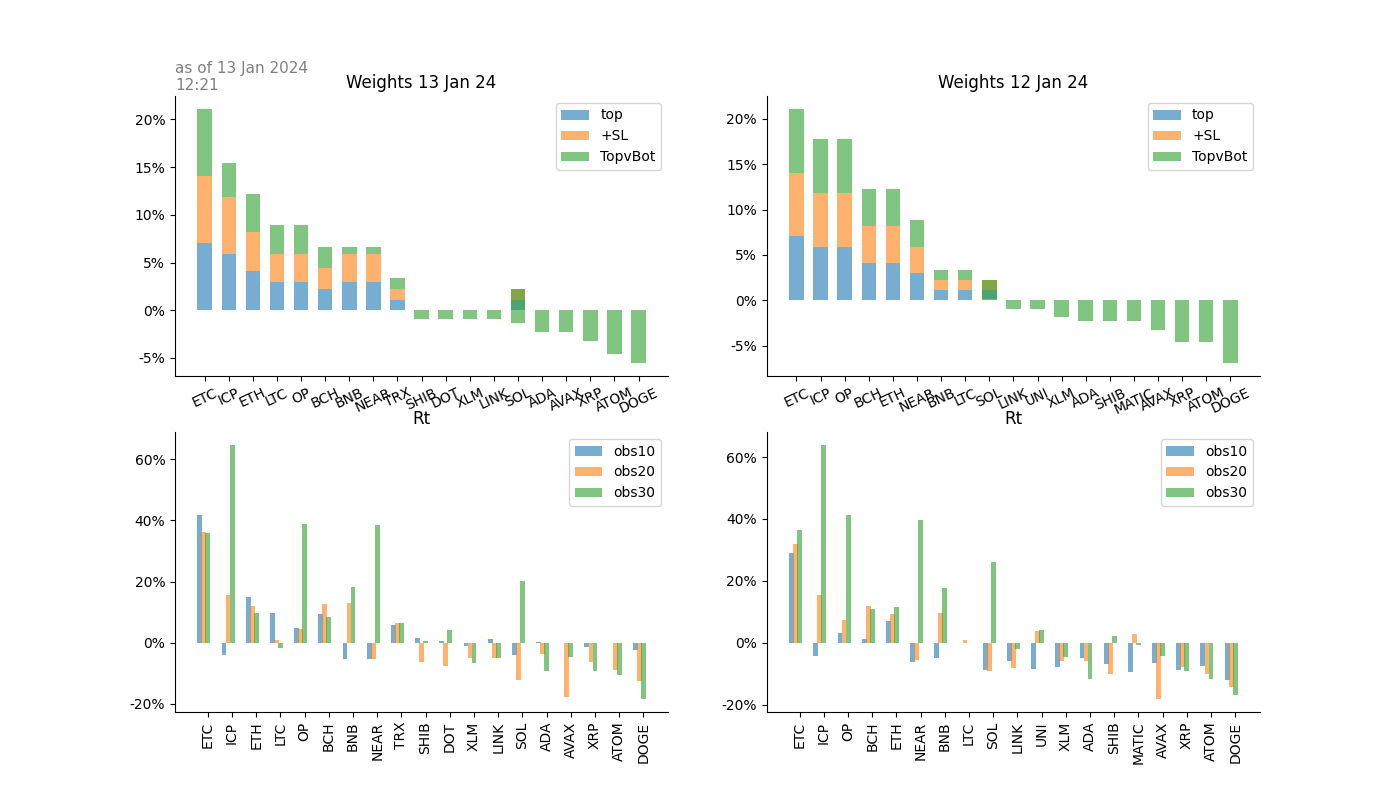 as of 13 Jan 2024
12:21
Weights 13 Jan 24
20%
15%
10%
5%
0%
-5%
top
+SL
TopvBot
ETC ICP ETH LTC OP BCH BNB NEAR TRX SHIB DOT XLM LINK SOL ADA AVAX XRP ATOM DOGE
Weights 12 Jan 24
20%
15%
10%
5%
0%
-5%
top
+SL
TopvBot
ETC ICP OP BCH ETH NEAR BNB LTC SOL LINK UNI XLM ADA SHIB MATIC AVAX XRP ATOM DOGE
Rt
60%
40%
20%
0%
-20%
obs10
obs20
obs30
ETC ICP ETH LTC OP BCH BNB NEAR TRX SHIB DOT XLM LINK SOL ADA AVAX XRP ATOM DOGE
Rt
60%
40%
20%
0%
-20%
obs10
obs20
obs30
ETC ICP OP BCH ETH NEAR BNB LTC SOL LINK UNI XLM ADA SHIB MATIC AVAX XRP ATOM DOGE